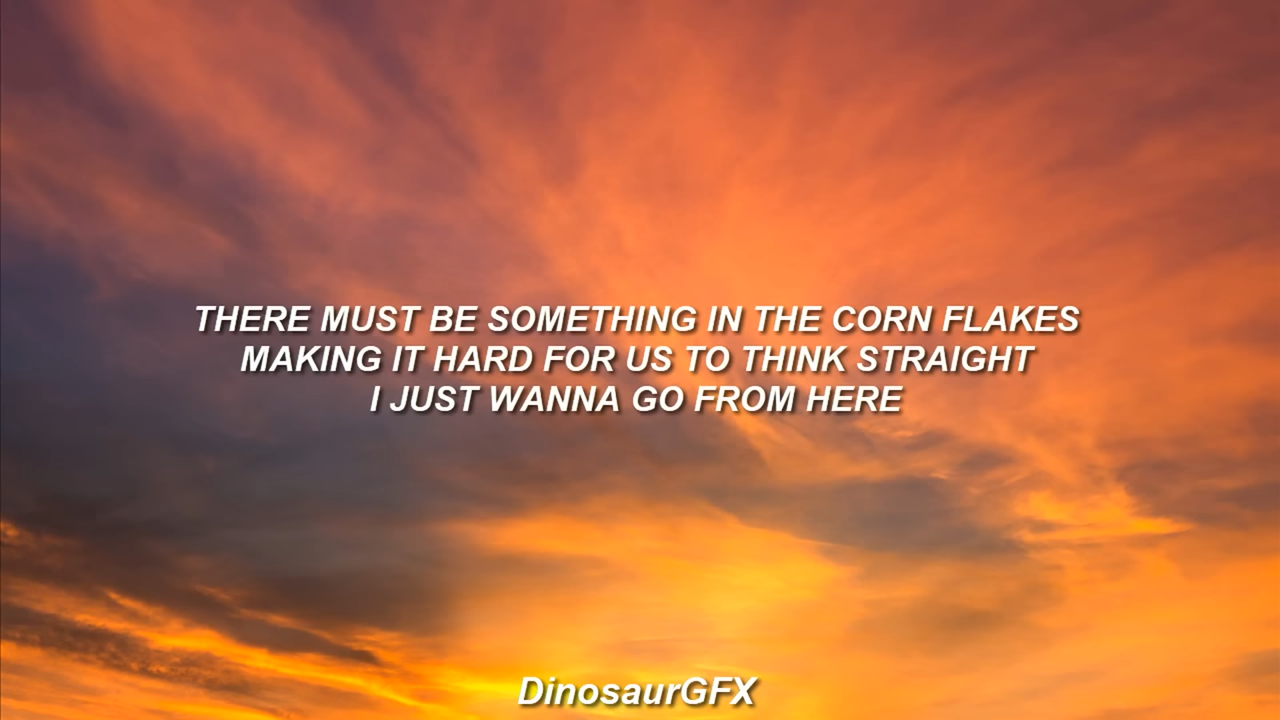 THERE MUST BE SOMETHING IN THE CORN FLAKES
MAKING IT HARD FOR US TO THINK STRAIGHT
I JUST WANNA GO FROM HERE
DinosaurGFX